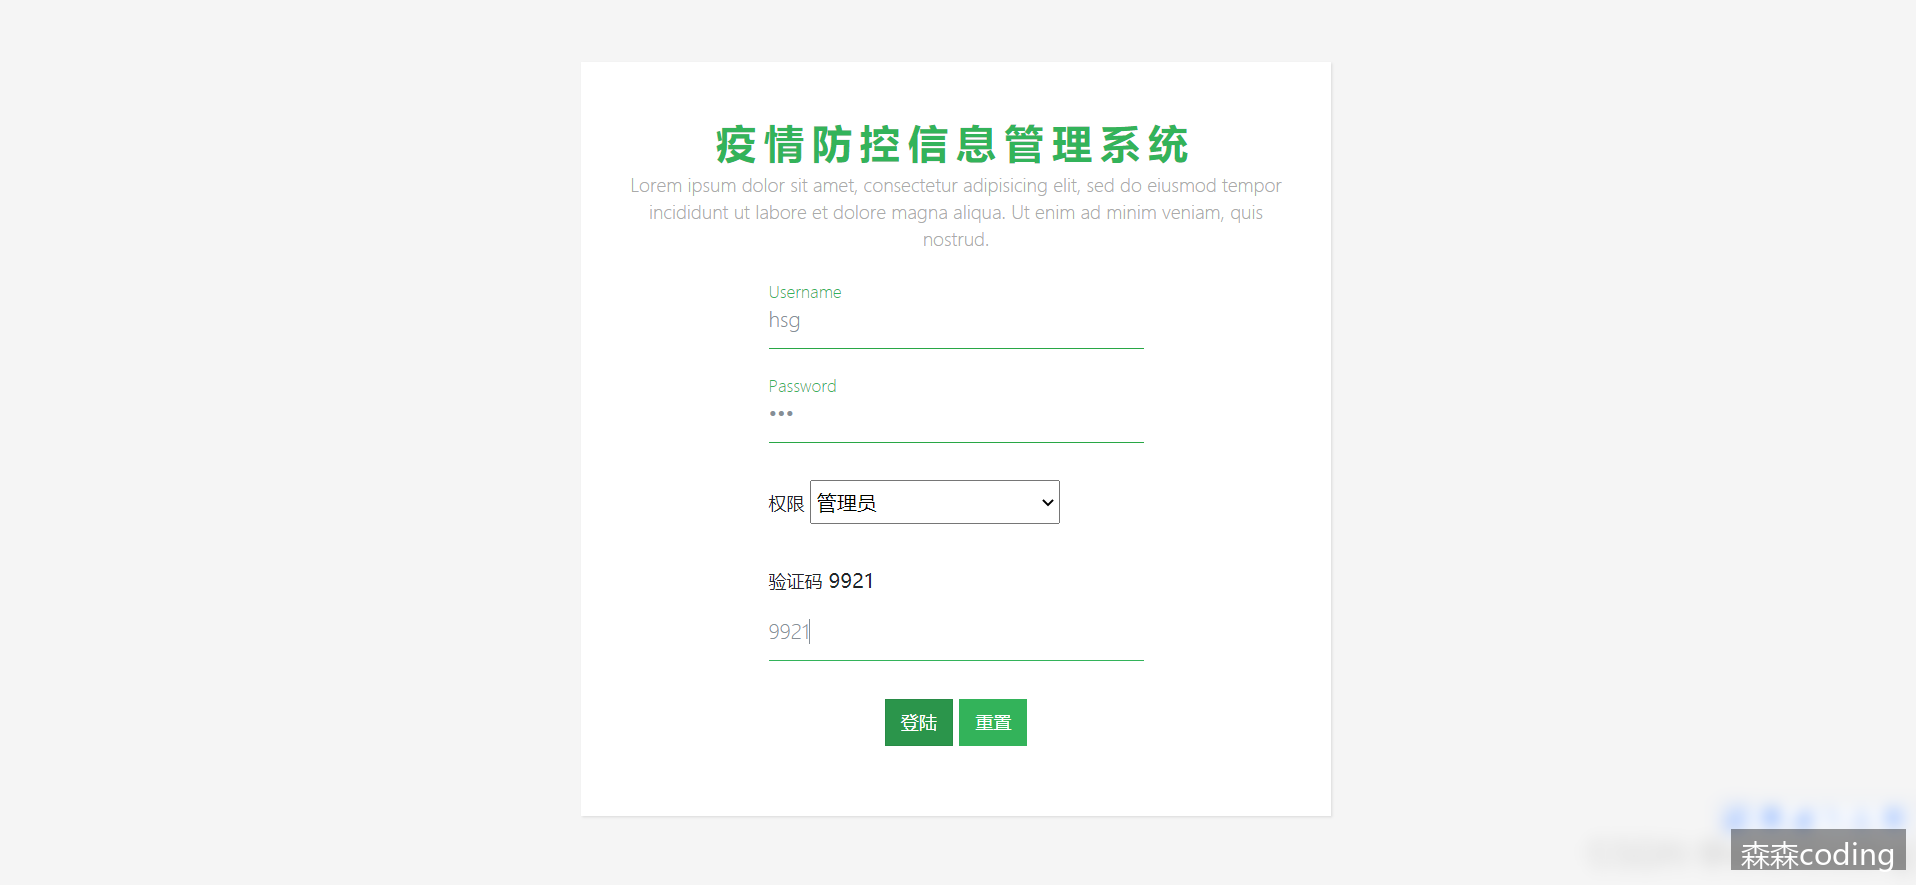 疫情防控信息管理系统
Lorem ipsum dolor sit amet, consectetur adipisicing elit, sed do eiusmod tempor
incididunt ut labore et dolore magna aliqua. Ut enim ad minim veniam, quis
nostrud.
Username
hsg
Password
•••
权限 管理员
验证码 9921
9921
登陆 重置
森森coding